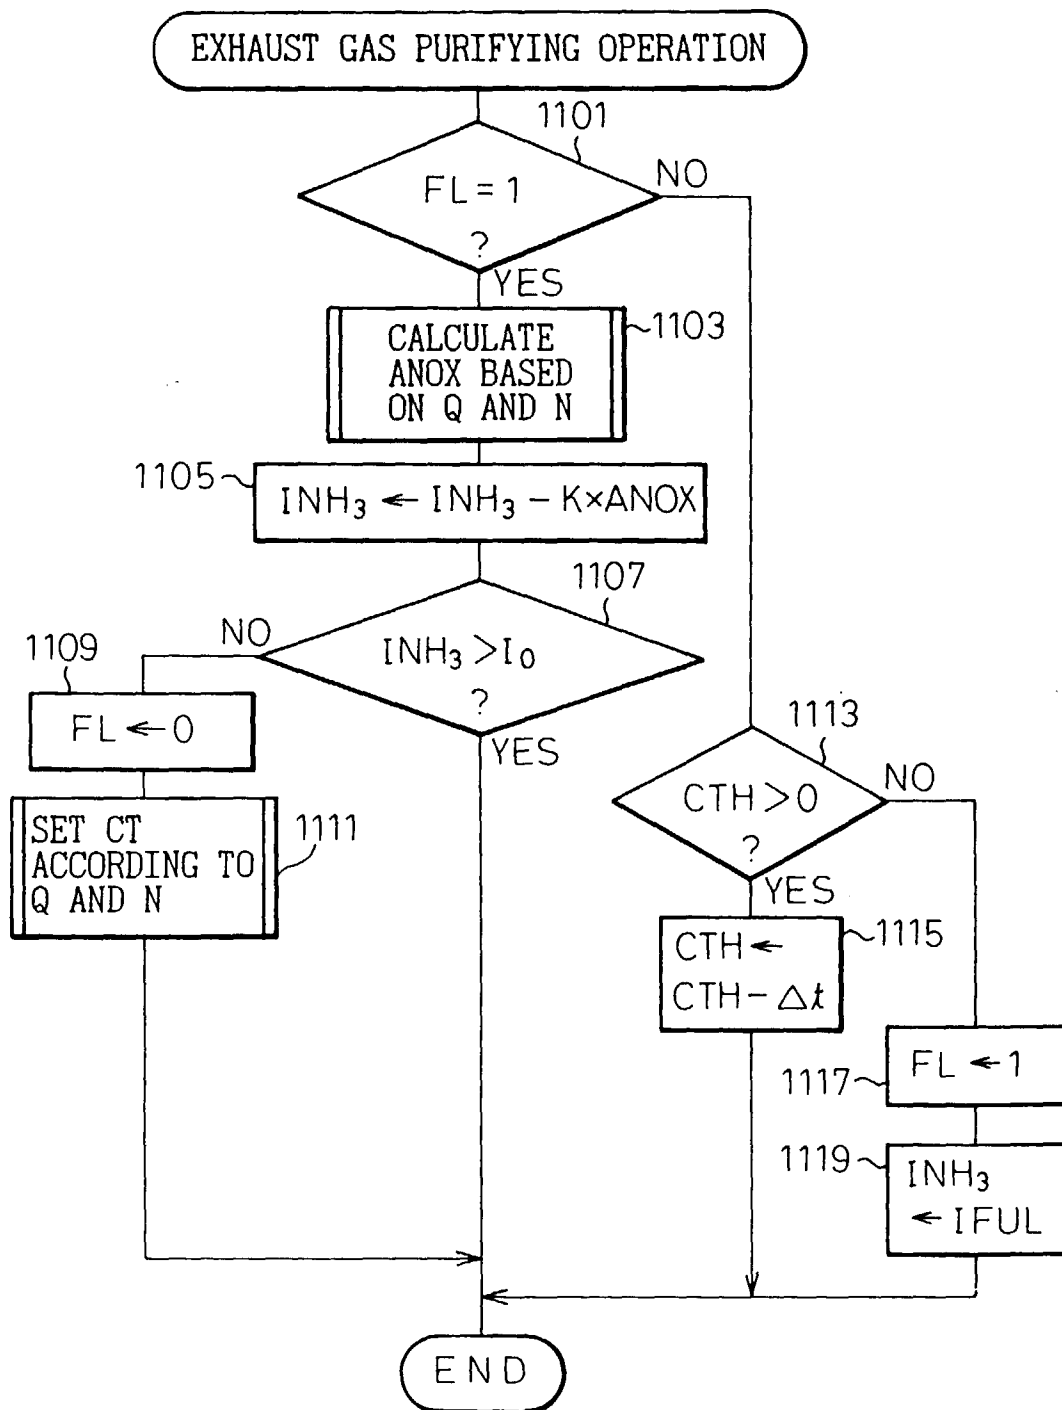 EXHAUST GAS PURIFYING OPERATION
1101
FL = 1
?
NO
YES
CALCULATE
ANOX BASED
ON Q AND N
1103
1105
INH₃ ← INH₃ – K×ANOX
1107
INH₃ > I₀
?
NO
YES
1109
FL ← 0
SET CT
ACCORDING TO
Q AND N
1111
1113
CTH > 0
?
NO
YES
CTH ←
CTH – Δt
1115
FL ← 1
1117
1119
INH₃
← IFUL
END